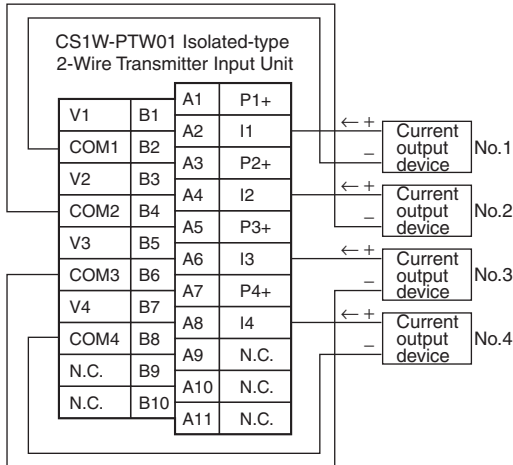 CS1W-PTW01 Isolated-type
2-Wire Transmitter Input Unit
A1 P1+
V1 B1
A2 I1
COM1 B2
A3 P2+
V2 B3
A4 I2
COM2 B4
A5 P3+
V3 B5
A6 I3
COM3 B6
A7 P4+
V4 B7
A8 I4
COM4 B8
A9 N.C.
N.C. B9
A10 N.C.
N.C. B10
A11 N.C.
← +
−
Current
output
device
No.1
← +
−
Current
output
device
No.2
← +
−
Current
output
device
No.3
← +
−
Current
output
device
No.4